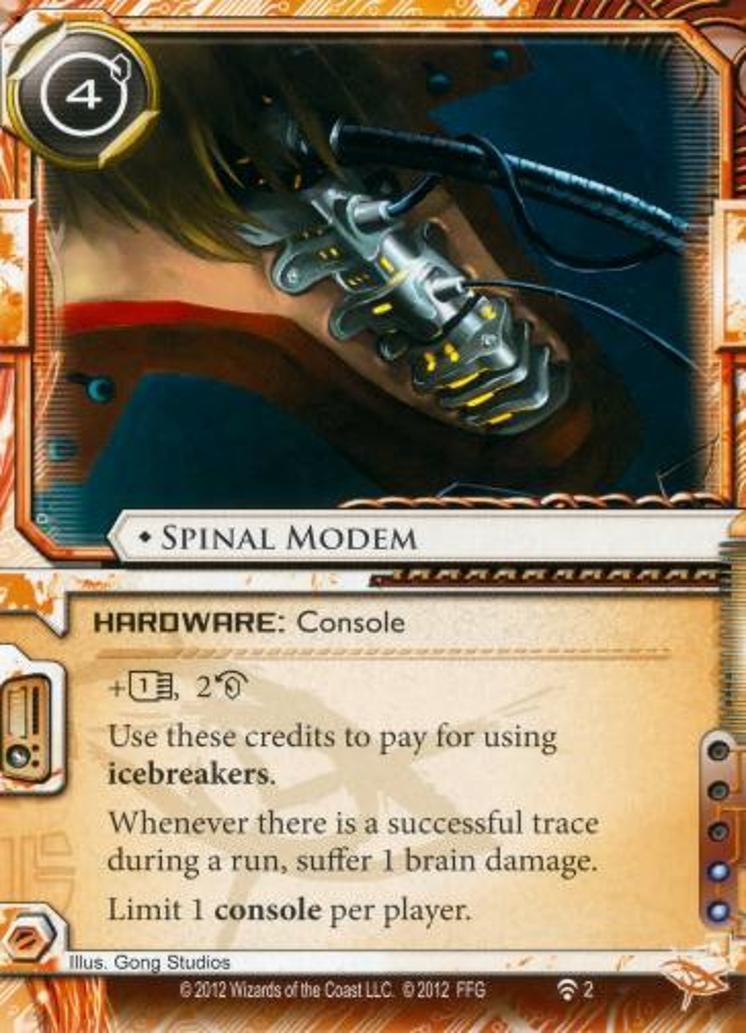 4
• SPINAL MODEM
HARDWARE: Console
+1, 2
Use these credits to pay for using
icebreakers.
Whenever there is a successful trace
during a run, suffer 1 brain damage.
Limit 1 console per player.
Illus. Gong Studios
© 2012 Wizards of the Coast LLC. © 2012 FFG
2